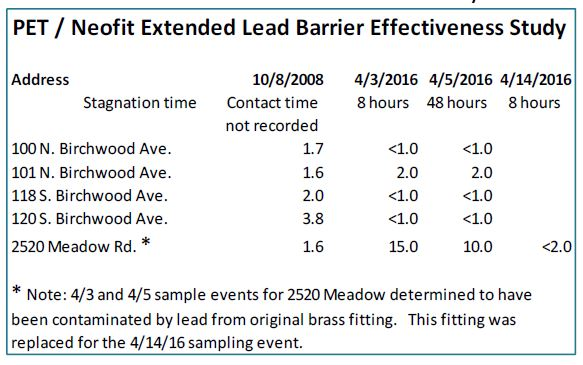 PET / Neofit Extended Lead Barrier Effectiveness Study
Address 10/8/2008 4/3/2016 4/5/2016 4/14/2016
Stagnation time Contact time 8 hours 48 hours 8 hours
not recorded
100 N. Birchwood Ave. 1.7 <1.0 <1.0
101 N. Birchwood Ave. 1.6 2.0 2.0
118 S. Birchwood Ave. 2.0 <1.0 <1.0
120 S. Birchwood Ave. 3.8 <1.0 <1.0
2520 Meadow Rd. * 1.6 15.0 10.0 <2.0
* Note: 4/3 and 4/5 sample events for 2520 Meadow determined to have
been contaminated by lead from original brass fitting. This fitting was
replaced for the 4/14/16 sampling event.